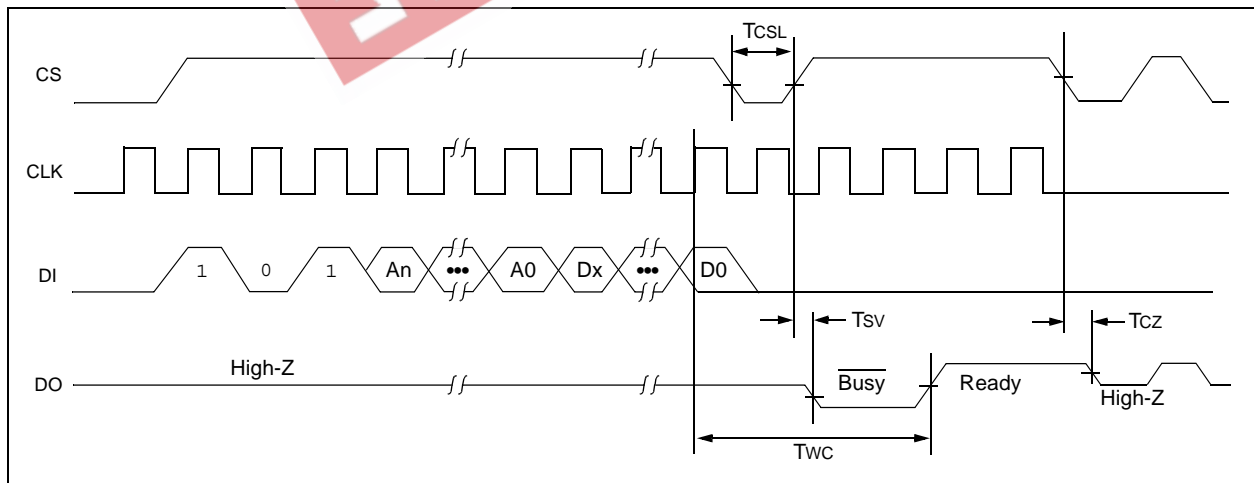 TCSL
CS
CLK
DI
1 0 1 An ••• A0 Dx ••• D0
TSV
TCZ
DO
High-Z
Busy
Ready
High-Z
TWC